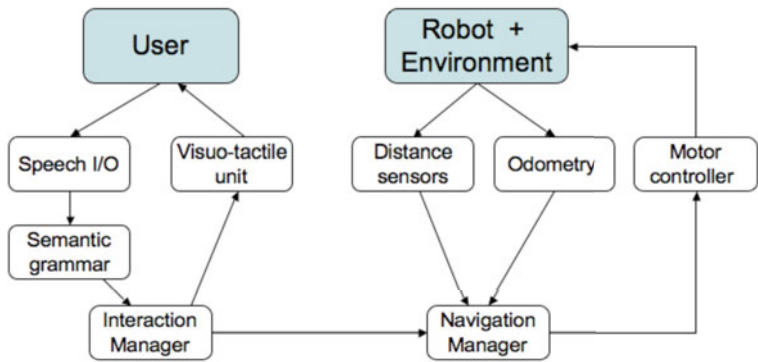 User
Robot +
Environment
Speech I/O
Visuo-tactile
unit
Distance
sensors
Odometry
Motor
controller
Semantic
grammar
Interaction
Manager
Navigation
Manager